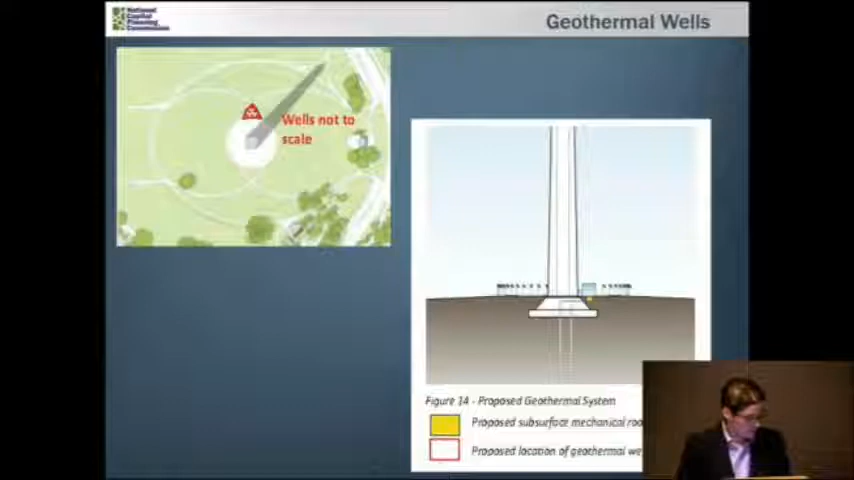 National
Capital
Planning
Commission
Geothermal Wells
Wells not to
scale
Figure 14 - Proposed Geothermal System
Proposed subsurface mechanical roo
Proposed location of geothermal we